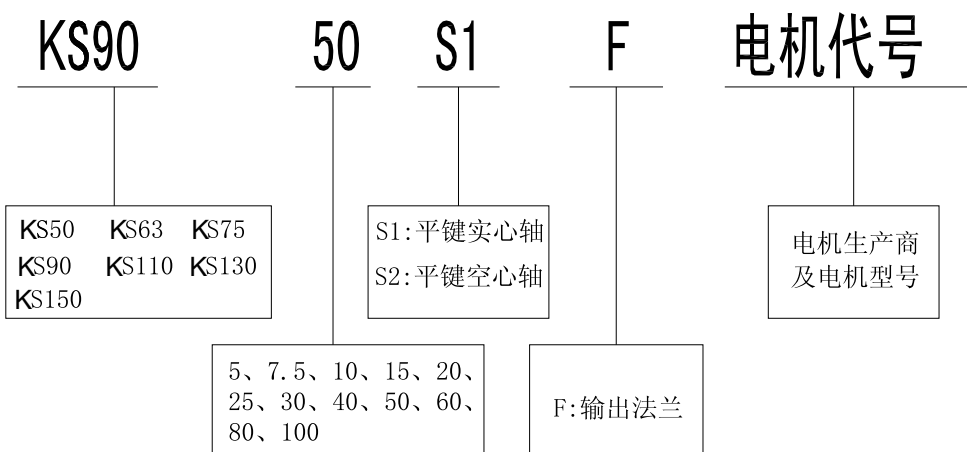 KS90 50 S1 F 电机代号
KS50 KS63 KS75
KS90 KS110 KS130
KS150
S1:平键实心轴
S2:平键空心轴
电机生产商
及电机型号
5、7.5、10、15、20、
25、30、40、50、60、
80、100
F:输出法兰